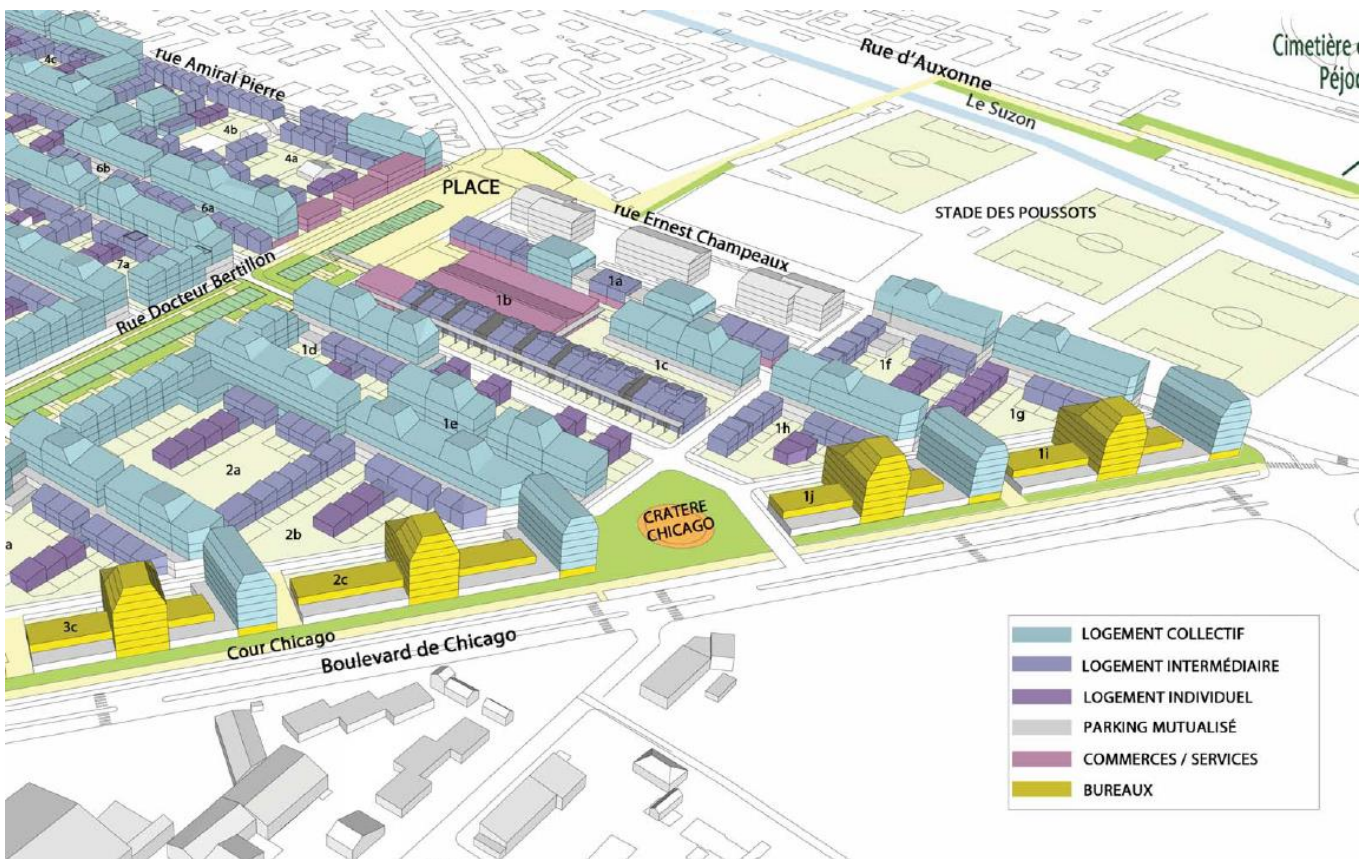 4c
rue Amiral Pierre
4b
4a
6b
6a
7a
Rue Docteur Bertillon
PLACE
rue Ernest Champeaux
Rue d'Auxonne
Le Suzon
Cimetière
Péjoc
STADE DES POUSSOTS
1a
1b
1c
1d
1e
1f
1g
1h
1i
1j
2a
2b
2c
a
3c
CRATERE
CHICAGO
Cour Chicago
Boulevard de Chicago
LOGEMENT COLLECTIF
LOGEMENT INTERMÉDIAIRE
LOGEMENT INDIVIDUEL
PARKING MUTUALISÉ
COMMERCES / SERVICES
BUREAUX